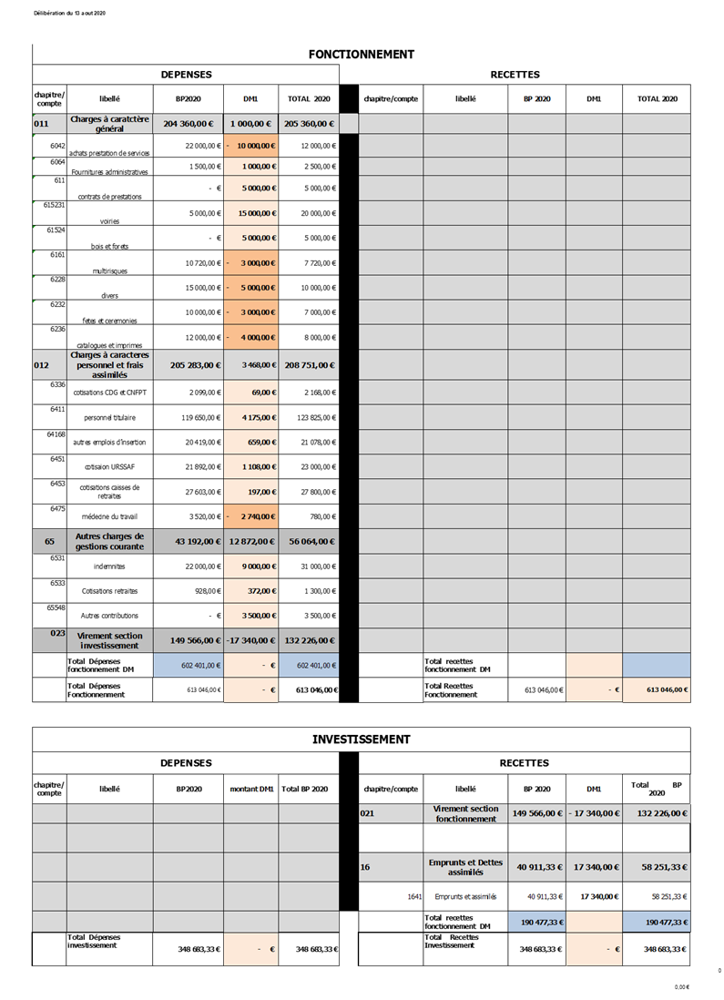 Délibération du 13 aout 2020
FONCTIONNEMENT
DEPENSES RECETTES
chapitre/ compte libellé BP2020 DM1 TOTAL 2020 chapitre/compte libellé BP 2020 DM1 TOTAL 2020
011 Charges à caratctère général 204 360,00 € 1 000,00 € 205 360,00 €
6042 achats prestation de services 22 000,00 € - 10 000,00 € 12 000,00 €
6064 Fournitures administratives 1 500,00 € 1 000,00 € 2 500,00 €
611 contrats de prestations - € 5 000,00 € 5 000,00 €
615231 voiries 5 000,00 € 15 000,00 € 20 000,00 €
61524 bois et forets - € 5 000,00 € 5 000,00 €
6161 multirisques 10 720,00 € - 3 000,00 € 7 720,00 €
6228 divers 15 000,00 € - 5 000,00 € 10 000,00 €
6232 fetes et ceremonies 10 000,00 € - 3 000,00 € 7 000,00 €
6236 catalogues et imprimes 12 000,00 € - 4 000,00 € 8 000,00 €
012 Charges à caracteres personnel et frais assimilés 205 283,00 € 3 468,00 € 208 751,00 €
6336 cotisations CDG et CNFPT 2 099,00 € 69,00 € 2 168,00 €
6411 personnel titulaire 119 650,00 € 4 175,00 € 123 825,00 €
64168 autres emplois d'insertion 20 419,00 € 659,00 € 21 078,00 €
6451 cotisaion URSSAF 21 892,00 € 1 108,00 € 23 000,00 €
6453 cotisations caisses de retraites 27 603,00 € 197,00 € 27 800,00 €
6475 médecine du travail 3 520,00 € - 2 740,00 € 780,00 €
65 Autres charges de gestions courante 43 192,00 € 12 872,00 € 56 064,00 €
6531 indemnites 22 000,00 € 9 000,00 € 31 000,00 €
6533 Cotisations retraites 928,00 € 372,00 € 1 300,00 €
65548 Autres contributions - € 3 500,00 € 3 500,00 €
023 Virement section investissement 149 566,00 € -17 340,00 € 132 226,00 €
Total Dépenses fonctionnement DM 602 401,00 € - € 602 401,00 € Total recettes fonctionnement DM
Total Dépenses Fonctionnenment 613 046,00 € - € 613 046,00 € Total Recettes Fonctionnement 613 046,00 € - € 613 046,00 €
INVESTISSEMENT
DEPENSES RECETTES
chapitre/ compte libellé BP2020 montant DM1 Total BP 2020 chapitre/compte libellé BP 2020 DM1 Total BP 2020
021 Virement section fonctionnement 149 566,00 € - 17 340,00 € 132 226,00 €
16 Emprunts et Dettes assimilés 40 911,33 € 17 340,00 € 58 251,33 €
1641 Emprunts et assimilés 40 911,33 € 17 340,00 € 58 251,33 €
Total recettes fonctionnement DM 190 477,33 € 190 477,33 €
Total Dépenses investissement 348 683,33 € - € 348 683,33 € Total Recettes Investissement 348 683,33 € - € 348 683,33 €
0
0,00 €